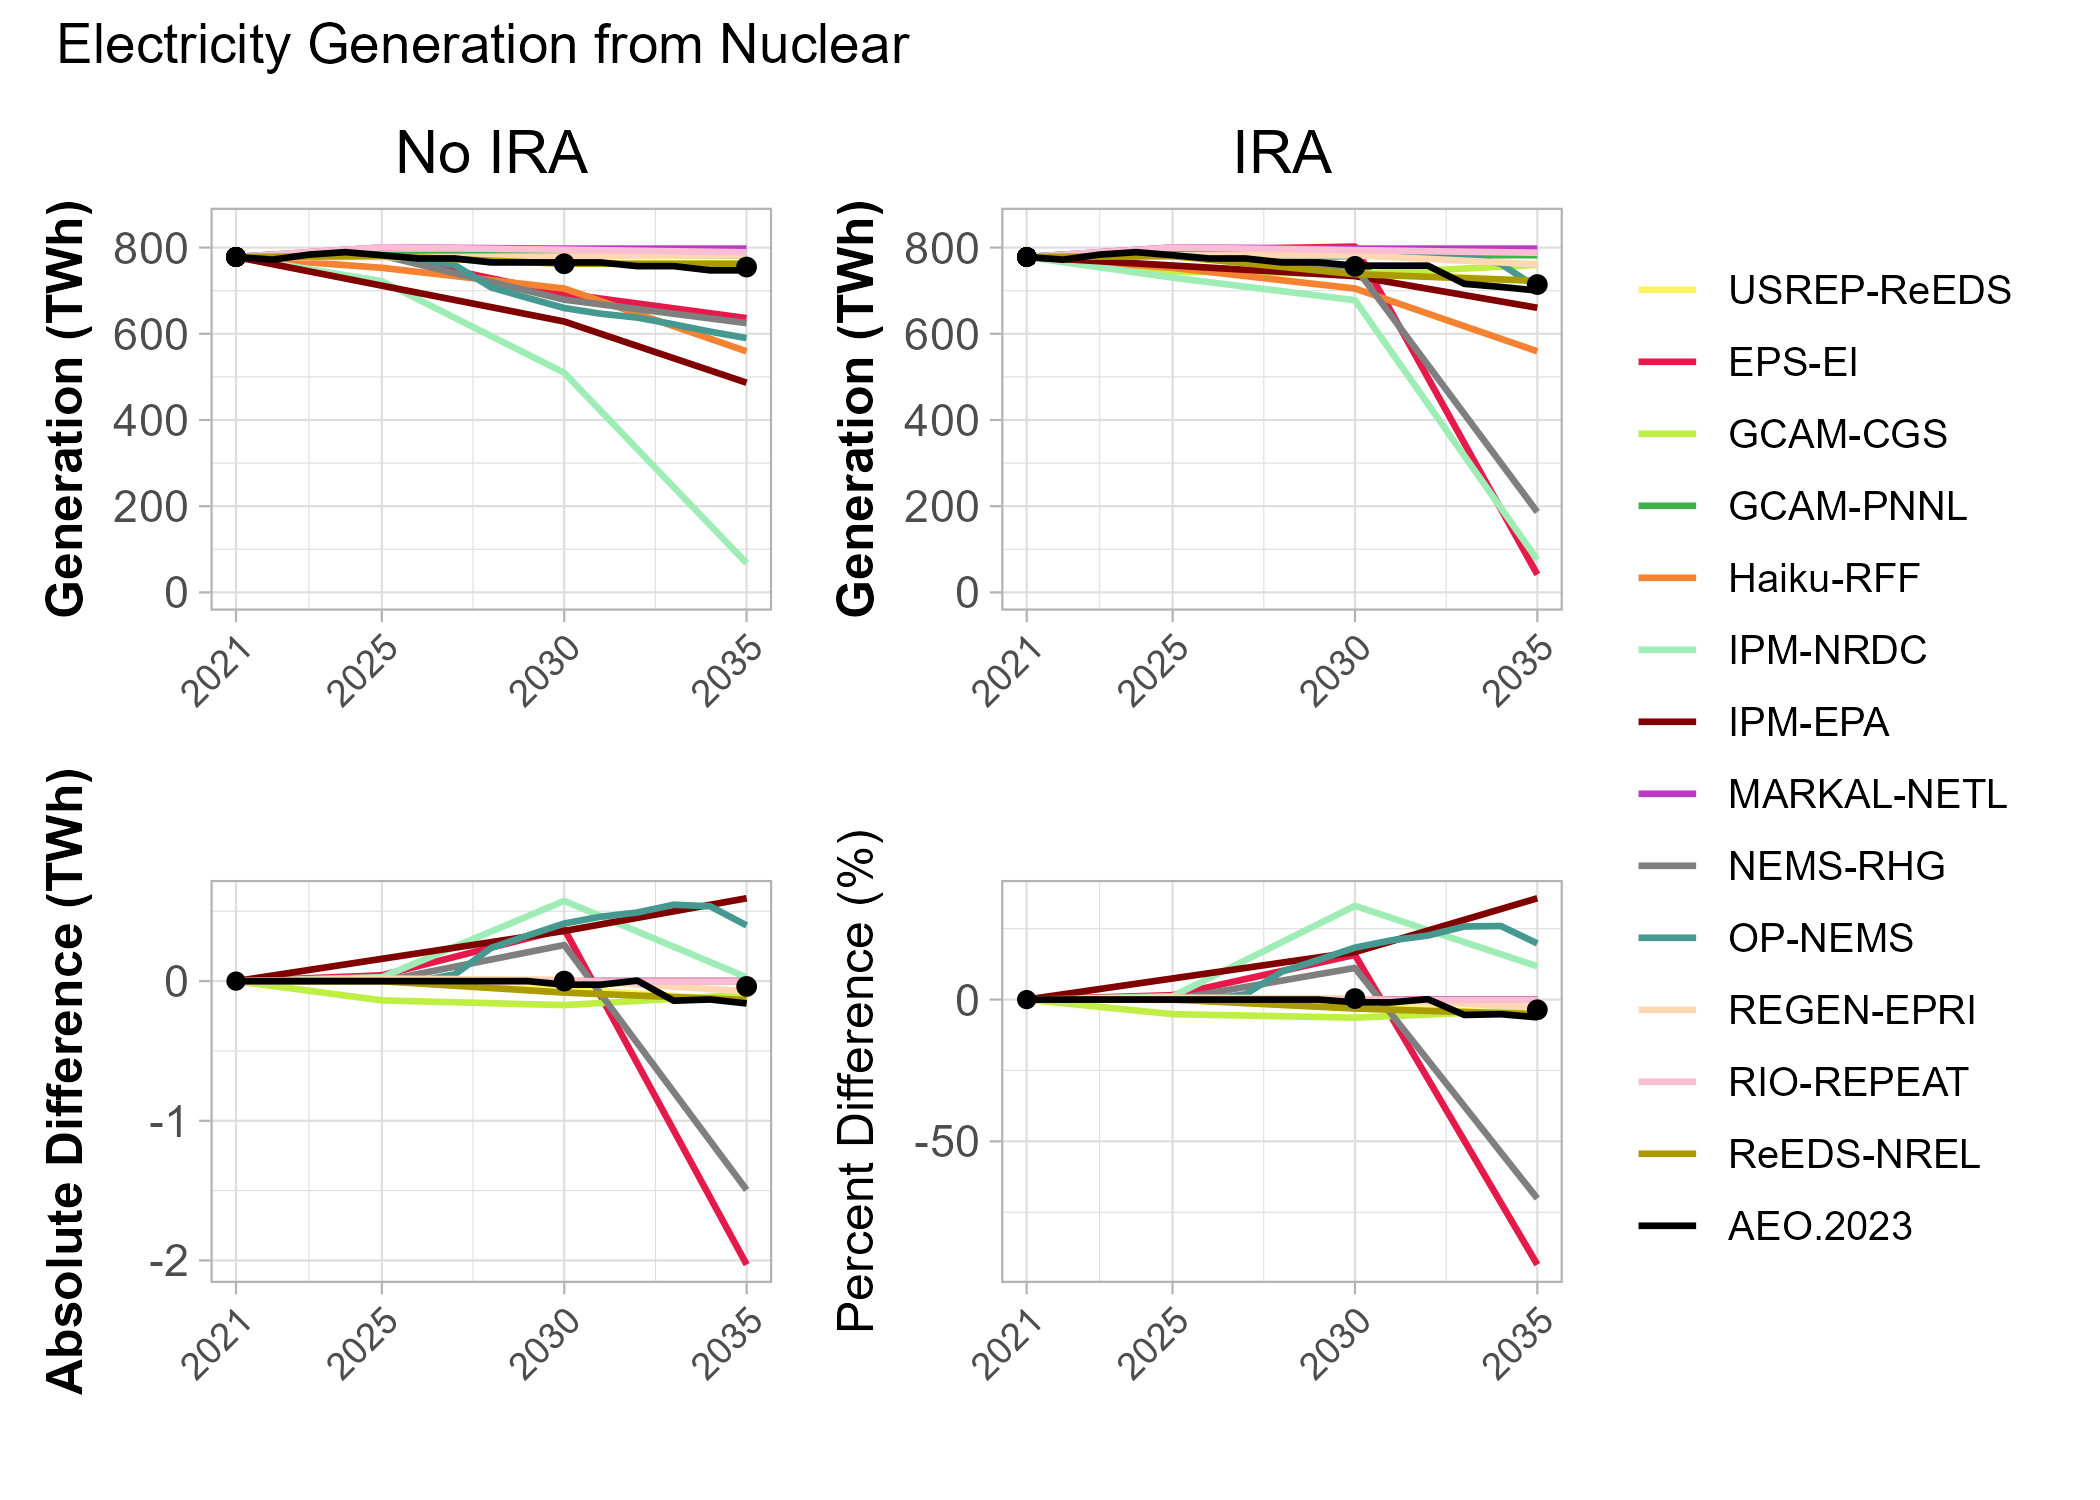 Electricity Generation from Nuclear
No IRA
IRA
Generation (TWh)
800
600
400
200
0
2021
2025
2030
2035
Generation (TWh)
800
600
400
200
0
2021
2025
2030
2035
Absolute Difference (TWh)
0
-1
-2
2021
2025
2030
2035
Percent Difference (%)
0
-50
2021
2025
2030
2035
USREP-ReEDS
EPS-EI
GCAM-CGS
GCAM-PNNL
Haiku-RFF
IPM-NRDC
IPM-EPA
MARKAL-NETL
NEMS-RHG
OP-NEMS
REGEN-EPRI
RIO-REPEAT
ReEDS-NREL
AEO.2023